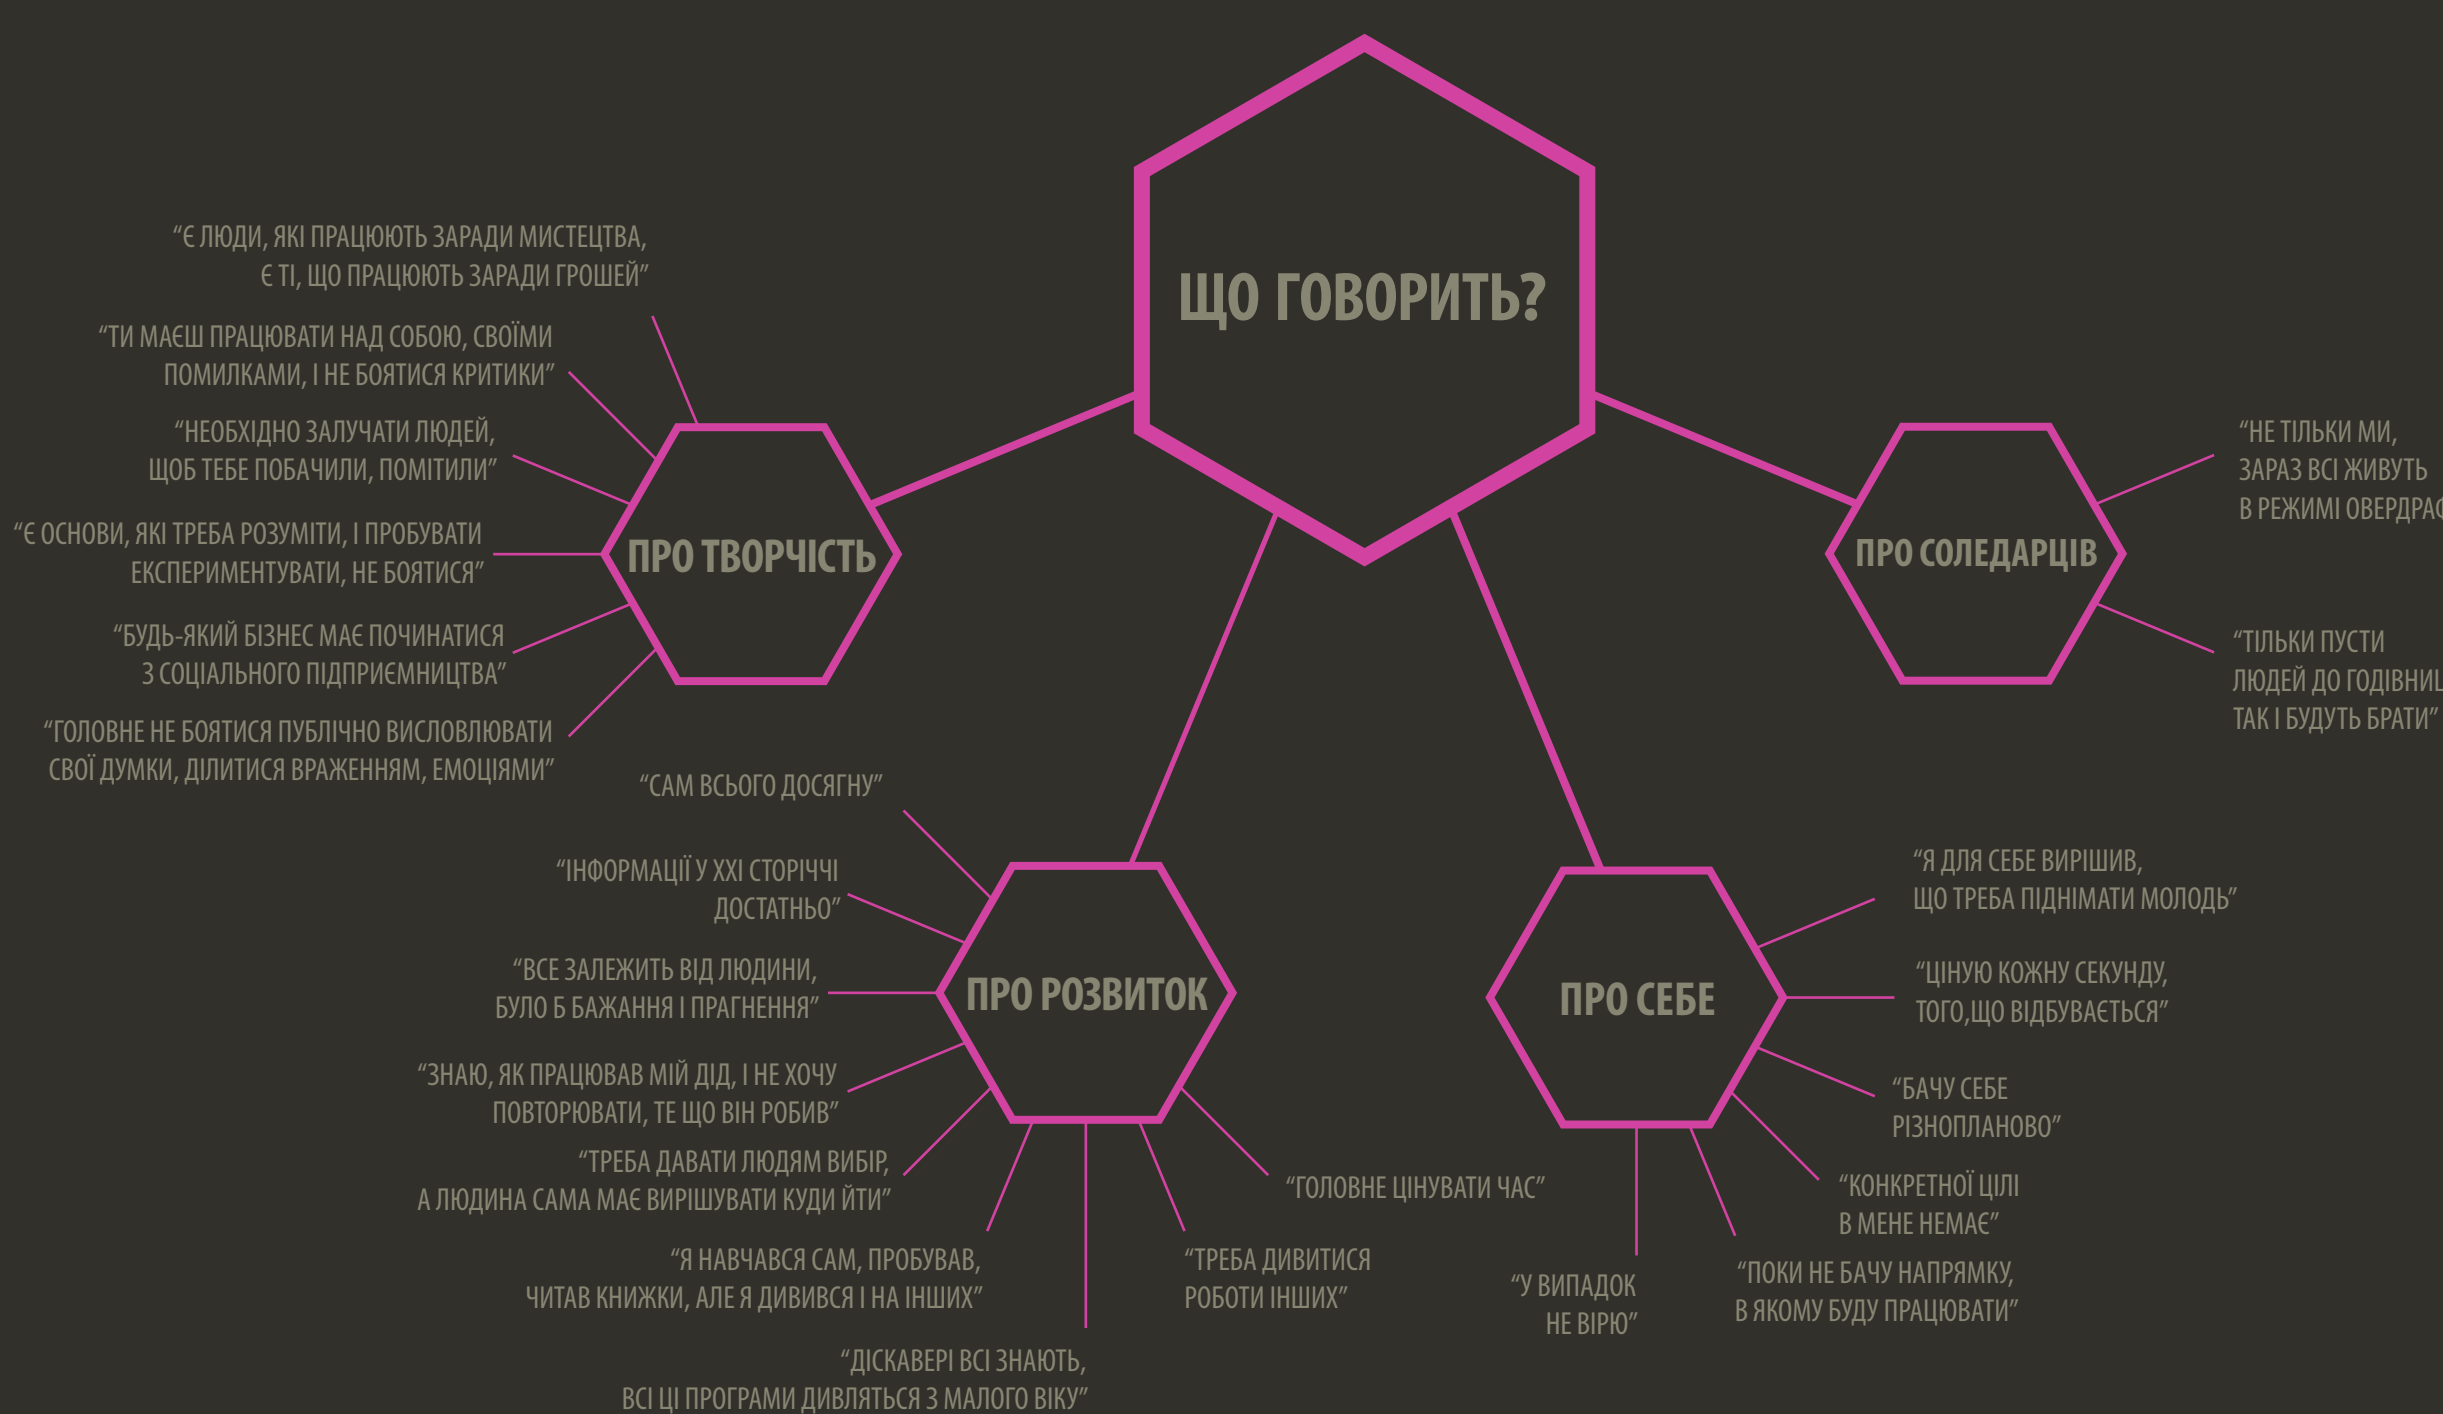 ЩО ГОВОРИТЬ?
ПРО ТВОРЧІСТЬ
“Є ЛЮДИ, ЯКІ ПРАЦЮЮТЬ ЗАРАДИ МИСТЕЦТВА,
Є ТІ, ЩО ПРАЦЮЮТЬ ЗАРАДИ ГРОШЕЙ”
“ТИ МАЄШ ПРАЦЮВАТИ НАД СОБОЮ, СВОЇМИ
ПОМИЛКАМИ, І НЕ БОЯТИСЯ КРИТИКИ”
“НЕОБХІДНО ЗАЛУЧАТИ ЛЮДЕЙ,
ЩОБ ТЕБЕ ПОБАЧИЛИ, ПОМІТИЛИ”
“Є ОСНОВИ, ЯКІ ТРЕБА РОЗУМІТИ, І ПРОБУВАТИ
ЕКСПЕРИМЕНТУВАТИ, НЕ БОЯТИСЯ”
“БУДЬ-ЯКИЙ БІЗНЕС МАЄ ПОЧИНАТИСЯ
З СОЦІАЛЬНОГО ПІДПРИЄМНИЦТВА”
“ГОЛОВНЕ НЕ БОЯТИСЯ ПУБЛІЧНО ВИСЛОВЛЮВАТИ
СВОЇ ДУМКИ, ДІЛИТИСЯ ВРАЖЕННЯМ, ЕМОЦІЯМИ”
ПРО РОЗВИТОК
“САМ ВСЬОГО ДОСЯГНУ”
“ІНФОРМАЦІЇ У ХХІ СТОРІЧЧІ
ДОСТАТНЬО”
“ВСЕ ЗАЛЕЖИТЬ ВІД ЛЮДИНИ,
БУЛО Б БАЖАННЯ І ПРАГНЕННЯ”
“ЗНАЮ, ЯК ПРАЦЮВАВ МІЙ ДІД, І НЕ ХОЧУ
ПОВТОРЮВАТИ, ТЕ ЩО ВІН РОБИВ”
“ТРЕБА ДАВАТИ ЛЮДЯМ ВИБІР,
А ЛЮДИНА САМА МАЄ ВИРІШУВАТИ КУДИ ЙТИ”
“Я НАВЧАВСЯ САМ, ПРОБУВАВ,
ЧИТАВ КНИЖКИ, АЛЕ Я ДИВИВСЯ І НА ІНШИХ”
“ДІСКАВЕРІ ВСІ ЗНАЮТЬ,
ВСІ ЦІ ПРОГРАМИ ДИВЛЯТЬСЯ З МАЛОГО ВІКУ”
“ТРЕБА ДИВИТИСЯ
РОБОТИ ІНШИХ”
“ГОЛОВНЕ ЦІНУВАТИ ЧАС”
ПРО СЕБЕ
“Я ДЛЯ СЕБЕ ВИРІШИВ,
ЩО ТРЕБА ПІДНІМАТИ МОЛОДЬ”
“ЦІНУЮ КОЖНУ СЕКУНДУ,
ТОГО,ЩО ВІДБУВАЄТЬСЯ”
“БАЧУ СЕБЕ
РІЗНОПЛАНОВО”
“КОНКРЕТНОЇ ЦІЛІ
В МЕНЕ НЕМАЄ”
“ПОКИ НЕ БАЧУ НАПРЯМКУ,
В ЯКОМУ БУДУ ПРАЦЮВАТИ”
“У ВИПАДОК
НЕ ВІРЮ”
ПРО СОЛЕДАРЦІВ
“НЕ ТІЛЬКИ МИ,
ЗАРАЗ ВСІ ЖИВУТЬ
В РЕЖИМІ
“ТІЛЬКИ ПУСТИ
ЛЮДЕЙ ДО
ТАК І БУДУТЬ БРАТИ”